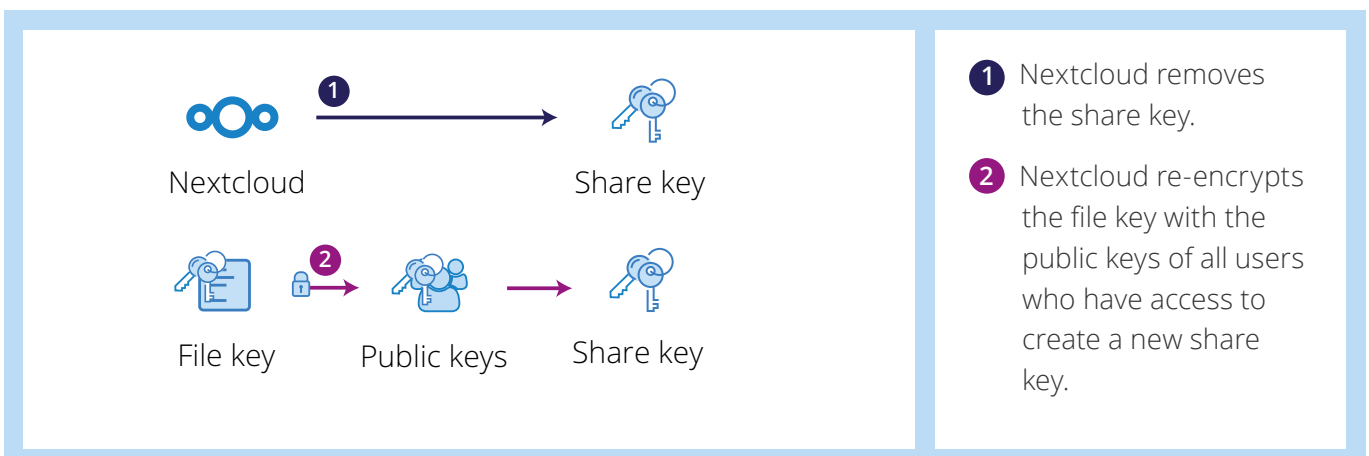 1
Nextcloud
Share key
2
File key
Public keys
Share key
1 Nextcloud removes
the share key.
2 Nextcloud re-encrypts
the file key with the
public keys of all users
who have access to
create a new share
key.